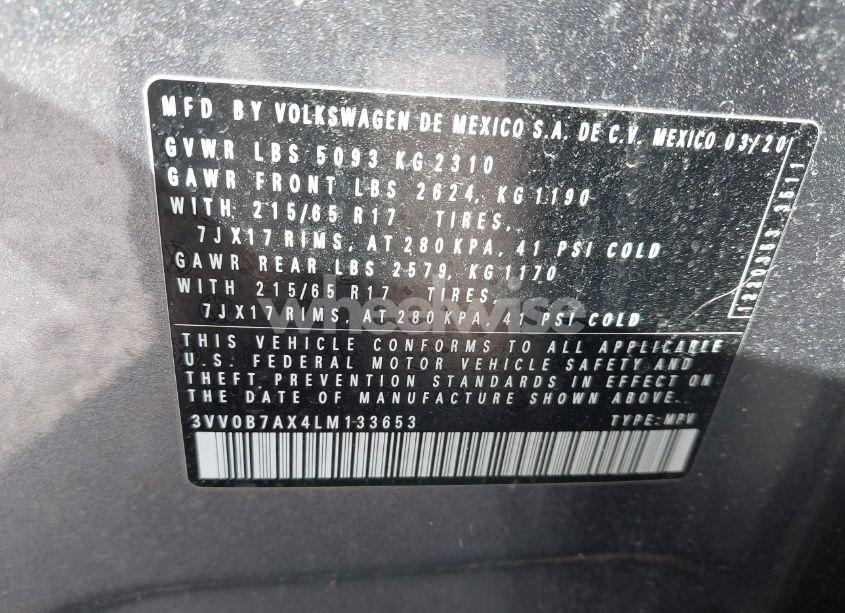 MFD BY VOLKSWAGEN DE MEXICO S.A. DE C.V. MEXICO 03/20
GVWR LBS 5093 KG 2310
GAWR FRONT LBS 2624, KG 1190
WITH 215/65 R17 TIRES,
7JX17 RIMS, AT 280 KPA, 41 PSI COLD
GAWR REAR LBS 2579, KG 1170
WITH 215/65 R17 TIRES,
7JX17 RIMS, AT 280 KPA, 41 PSI COLD
THIS VEHICLE CONFORMS TO ALL APPLICABLE
U.S. FEDERAL MOTOR VEHICLE SAFETY AND
THEFT PREVENTION STANDARDS IN EFFECT ON
THE DATE OF MANUFACTURE SHOWN ABOVE.
3VV0B7AX4LM133653 TYPE: MPV
wheelwise